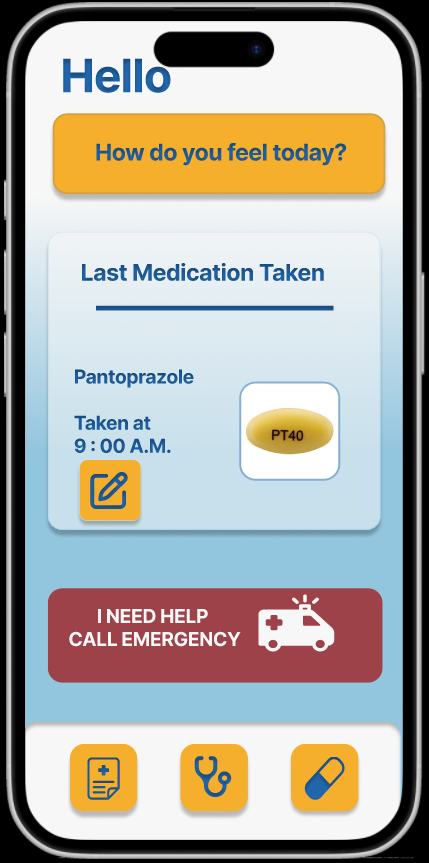 Hello
How do you feel today?
Last Medication Taken
Pantoprazole
Taken at
9 : 00 A.M.
PT40
I NEED HELP
CALL EMERGENCY